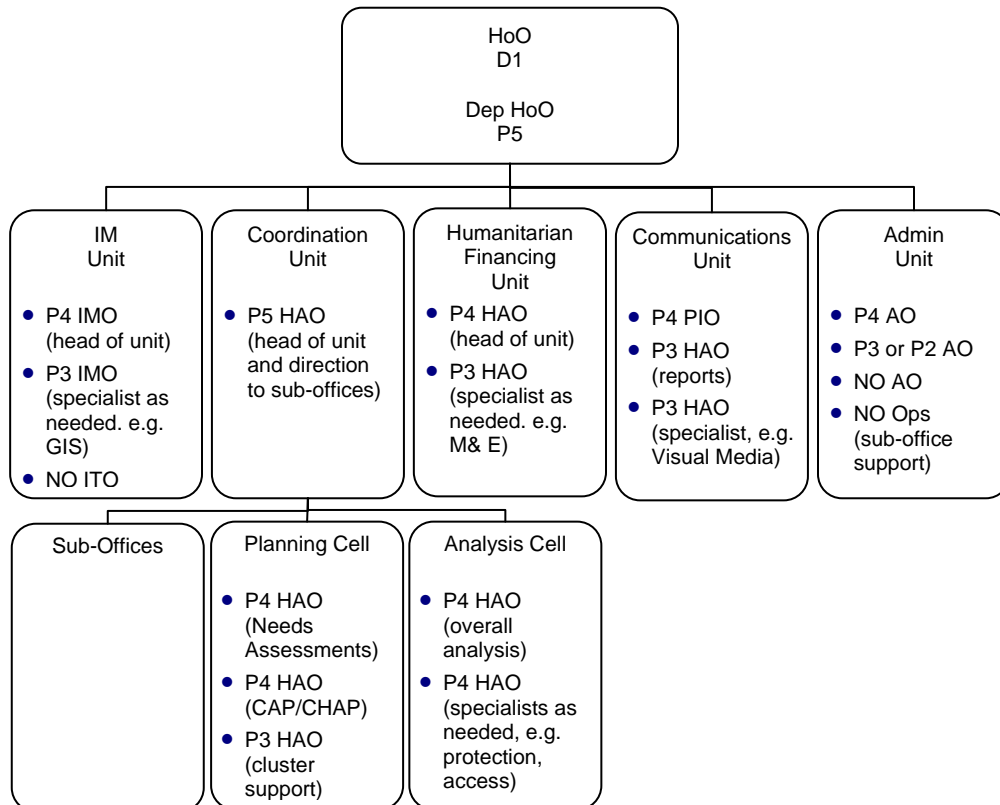 HoO
D1
Dep HoO
P5
IM
Unit
• P4 IMO
(head of unit)
• P3 IMO
(specialist as
needed. e.g.
GIS)
• NO ITO
Coordination
Unit
• P5 HAO
(head of unit
and direction
to sub-offices)
Humanitarian
Financing
Unit
• P4 HAO
(head of unit)
• P3 HAO
(specialist as
needed. e.g.
M& E)
Communications
Unit
• P4 PIO
• P3 HAO
(reports)
• P3 HAO
(specialist, e.g.
Visual Media)
Admin
Unit
• P4 AO
• P3 or P2 AO
• NO AO
• NO Ops
(sub-office
support)
Sub-Offices
Planning Cell
• P4 HAO
(Needs
Assessments)
• P4 HAO
(CAP/CHAP)
• P3 HAO
(cluster
support)
Analysis Cell
• P4 HAO
(overall
analysis)
• P4 HAO
(specialists as
needed, e.g.
protection,
access)